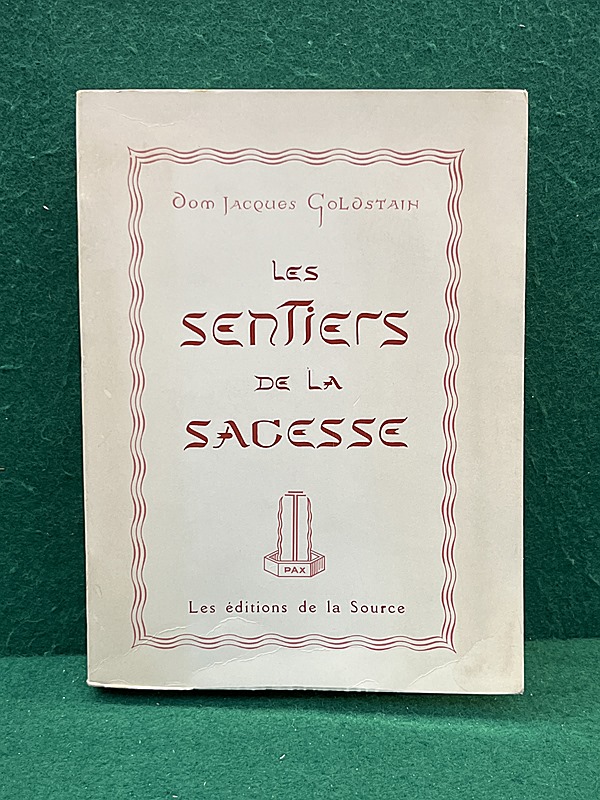 Dom Jacques Goldstain
LES
SENTIERS
DE LA
SAGESSE
PAX
Les éditions de la Source